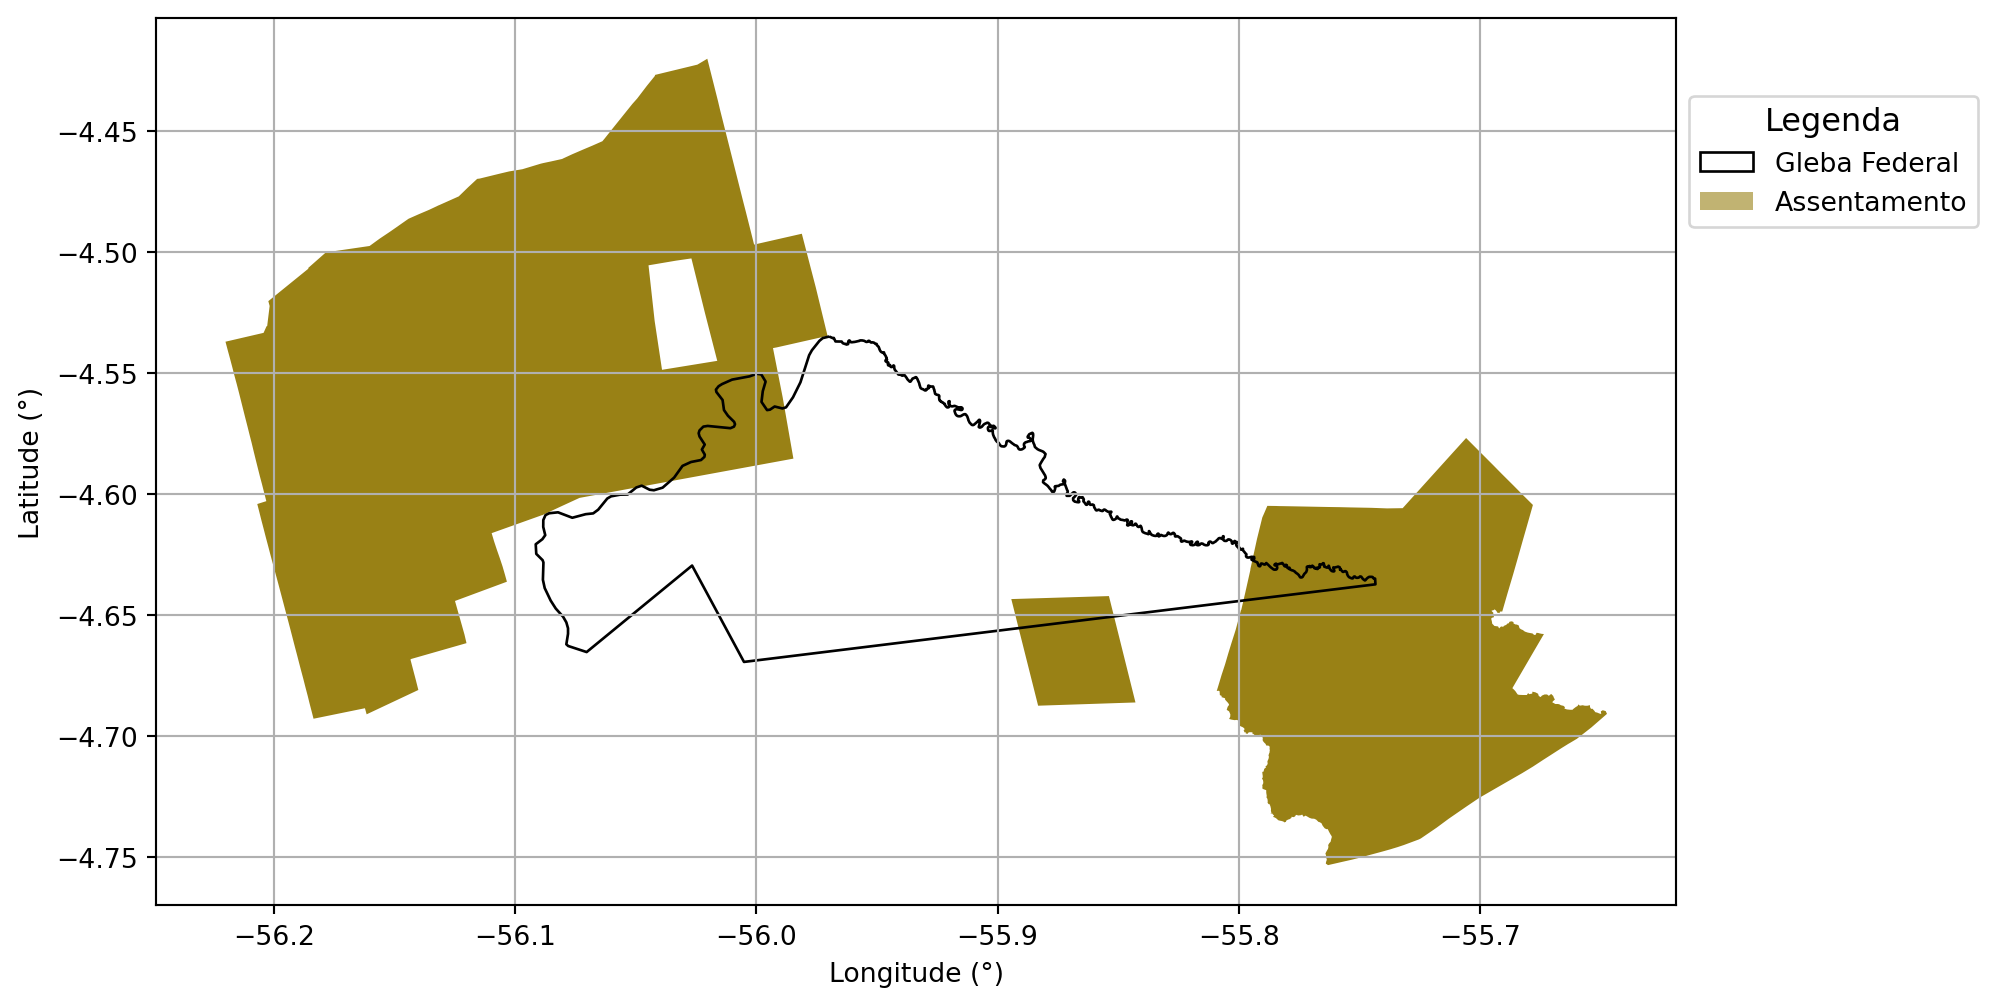 Legenda
Gleba Federal
Assentamento
Latitude (°)
−4.45
−4.50
−4.55
−4.60
−4.65
−4.70
−4.75
−56.2 −56.1 −56.0 −55.9 −55.8 −55.7
Longitude (°)